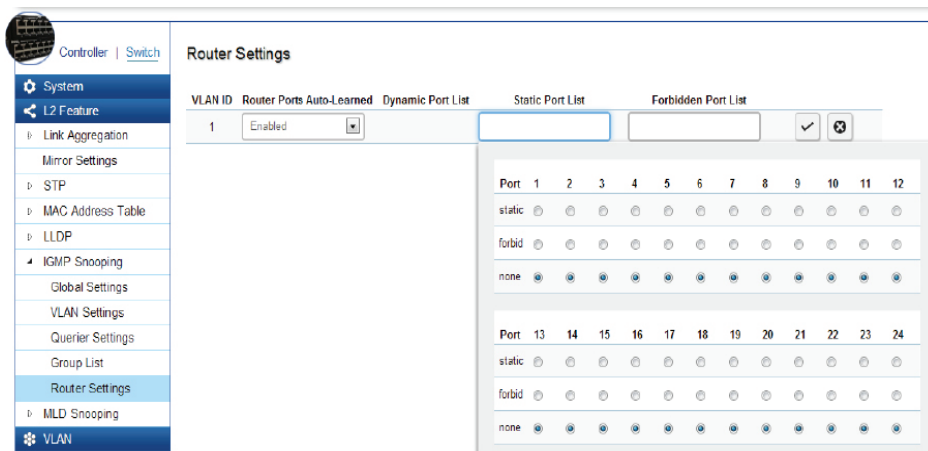 Controller | Switch
Router Settings
System
L2 Feature
Link Aggregation
Mirror Settings
STP
MAC Address Table
LLDP
IGMP Snooping
Global Settings
VLAN Settings
Querier Settings
Group List
Router Settings
MLD Snooping
VLAN
VLAN ID Router Ports Auto-Learned Dynamic Port List Static Port List Forbidden Port List
1 Enabled
Port 1 2 3 4 5 6 7 8 9 10 11 12
static
forbid
none
Port 13 14 15 16 17 18 19 20 21 22 23 24
static
forbid
none